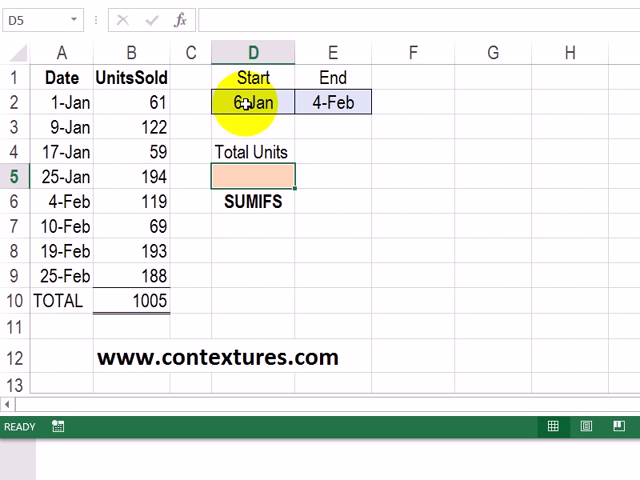 D5
fx
A B C D E F G H
1 Date UnitsSold Start End
2 1-Jan 61 6-Jan 4-Feb
3 9-Jan 122
4 17-Jan 59 Total Units
5 25-Jan 194
6 4-Feb 119 SUMIFS
7 10-Feb 69
8 19-Feb 193
9 25-Feb 188
10 TOTAL 1005
11
12 www.contextures.com
13
READY